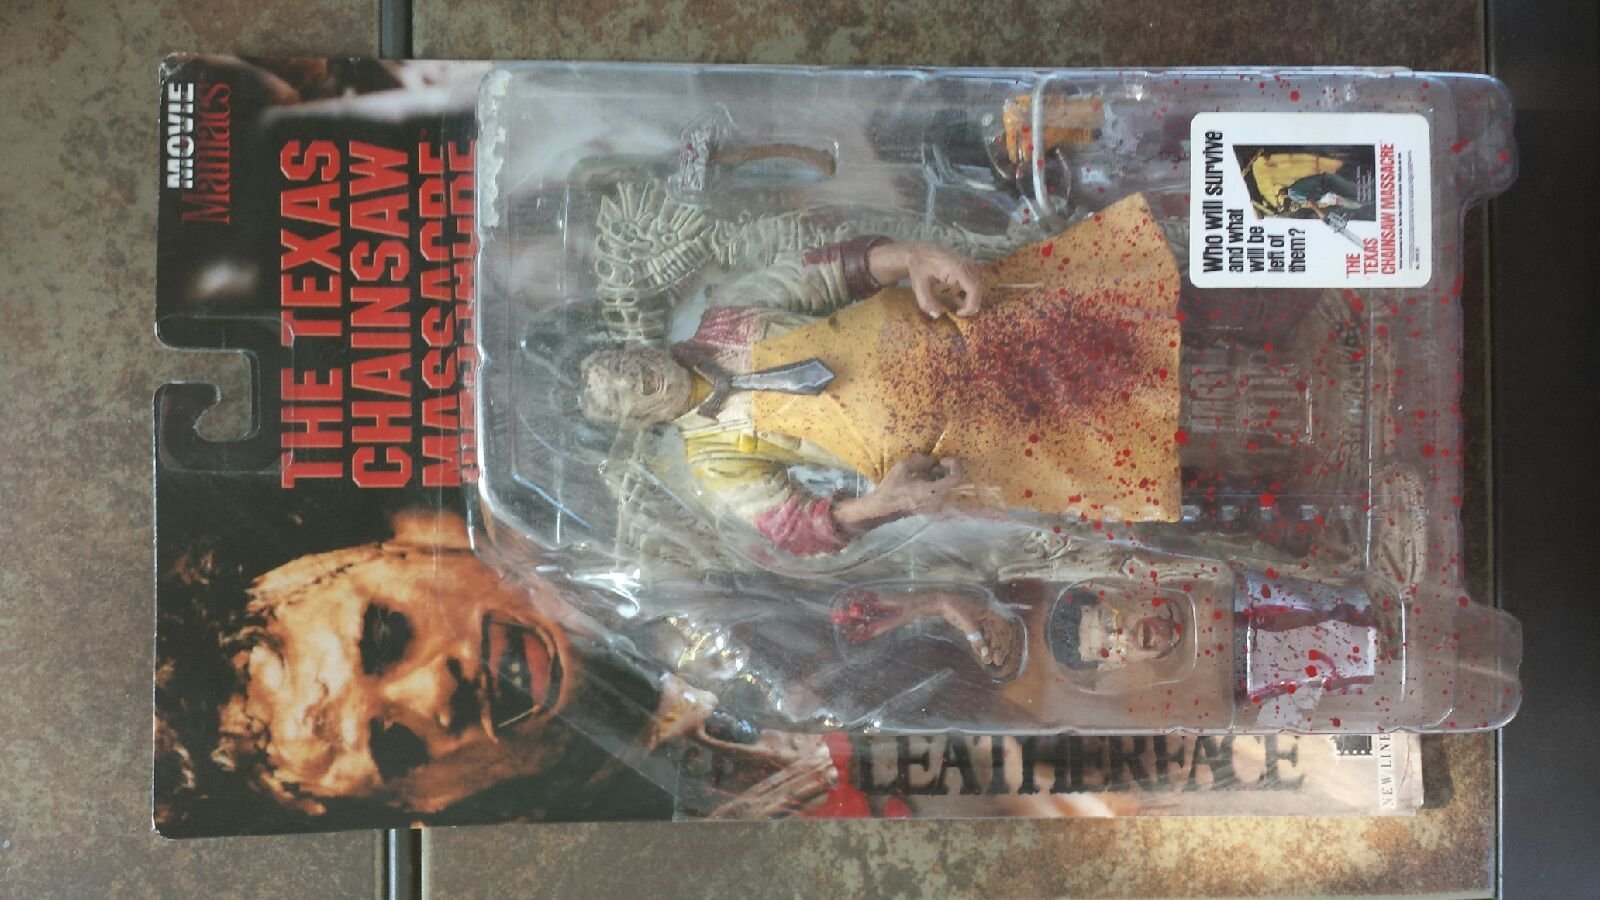 MOVIE
Maniacs
THE TEXAS
CHAINSAW
MASSACRE™
LEATHERFACE
NEW LINE
Who will survive
and what
will be
left of
them?
THE
TEXAS
CHAINSAW MASSACRE